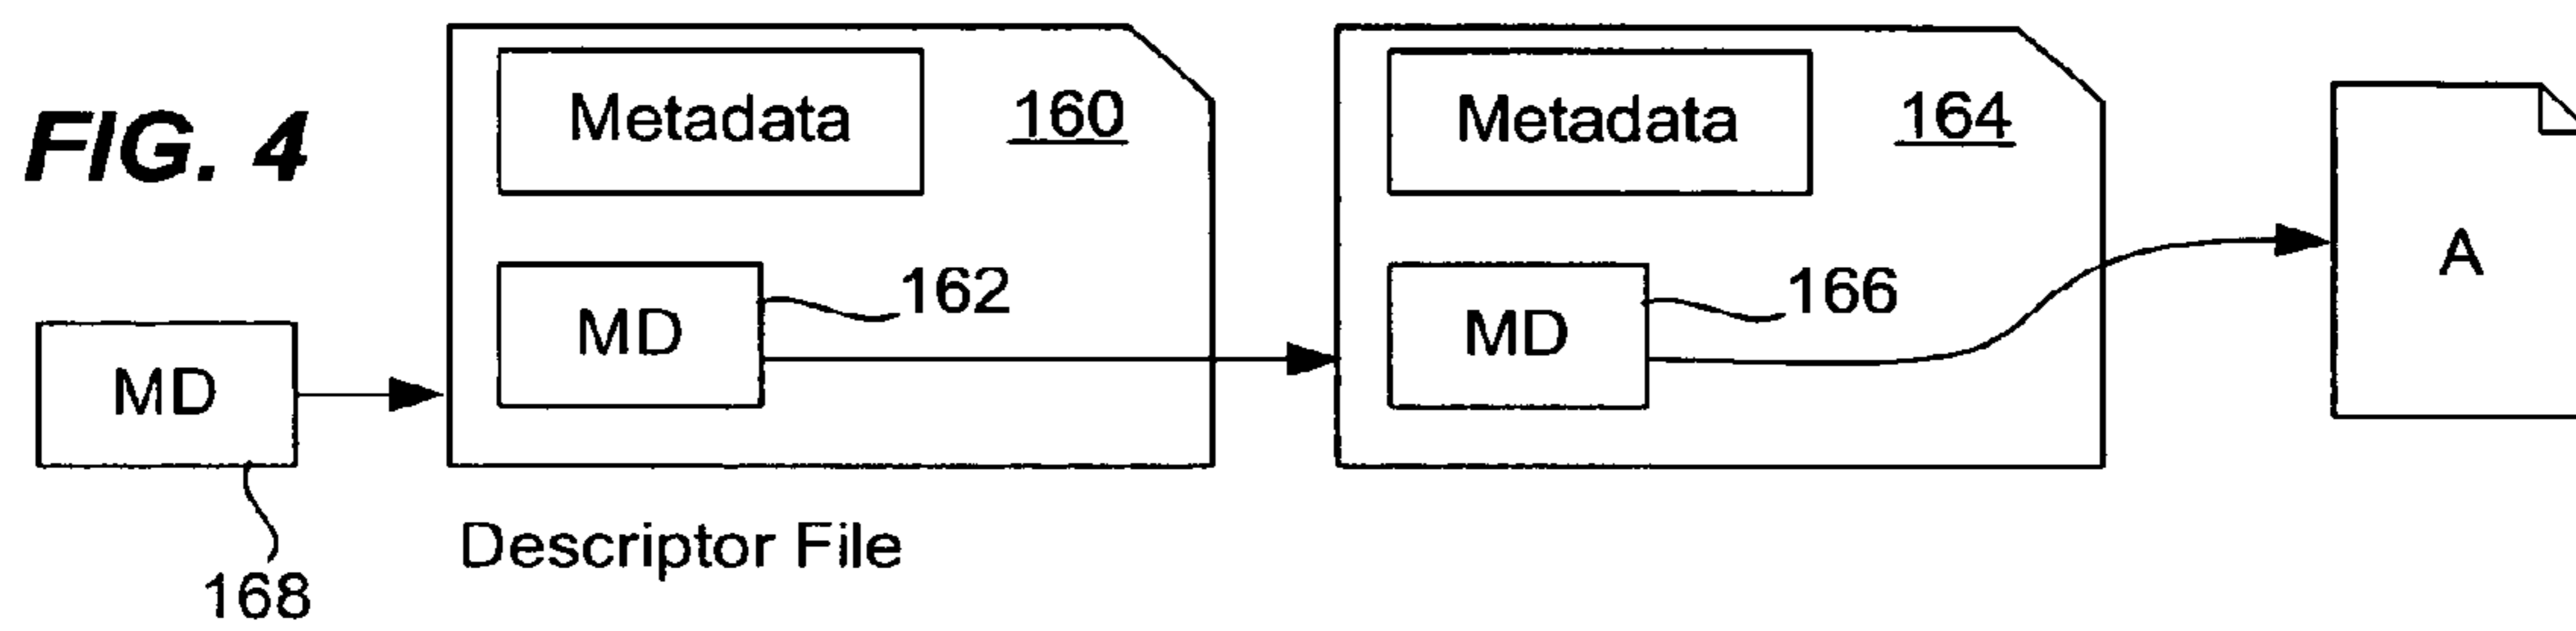 FIG. 4
Metadata
160
Metadata
164
MD
162
MD
166
A
MD
168
Descriptor File